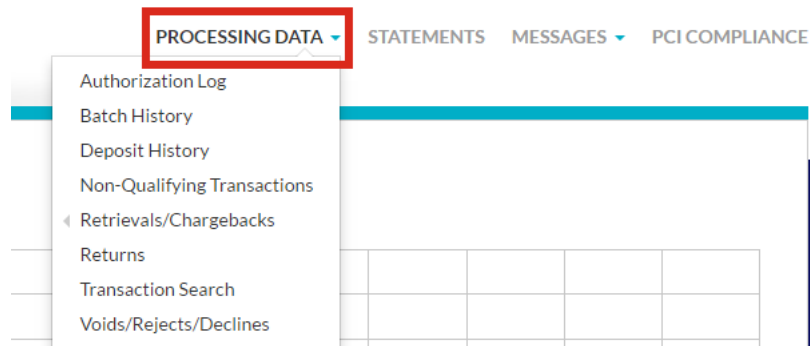 PROCESSING DATA STATEMENTS MESSAGES PCI COMPLIANCE
Authorization Log
Batch History
Deposit History
Non-Qualifying Transactions
Retrievals/Chargebacks
Returns
Transaction Search
Voids/Rejects/Declines